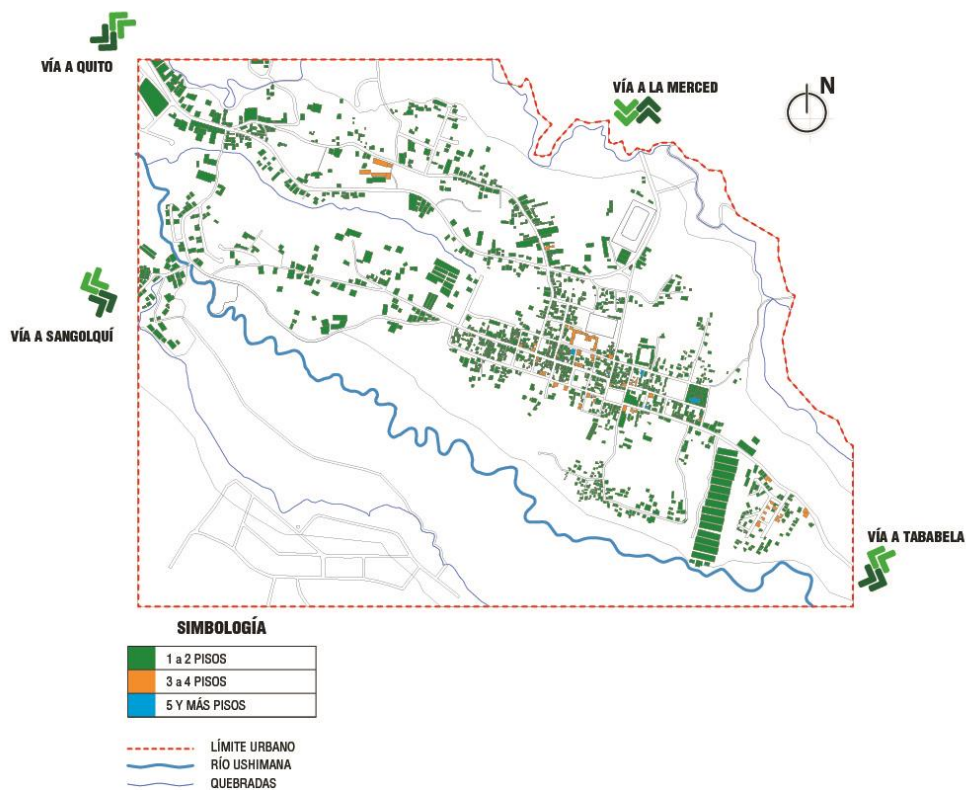 VÍA A QUITO
VÍA A LA MERCED
N
VÍA A SANGOLQUÍ
VÍA A TABABELA
SIMBOLOGÍA
1 a 2 PISOS
3 a 4 PISOS
5 Y MÁS PISOS
LÍMITE URBANO
RÍO USHIMANA
QUEBRADAS